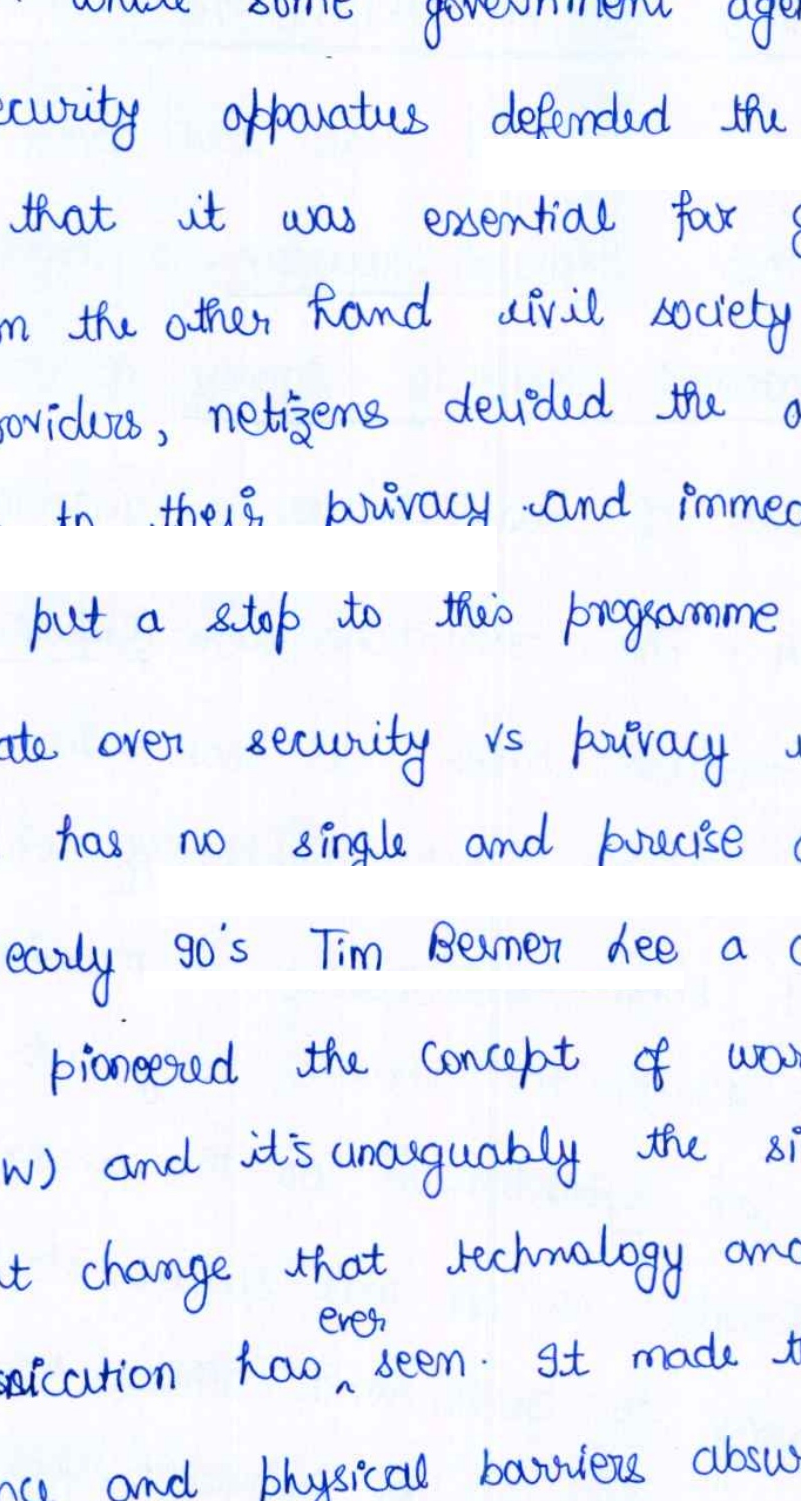 while some government agen
ecurity apparatus defended the
that it was essential for g
n the other hand civil society
roviders, netizens derided the a
to their privacy and immed
put a stop to this programme
ate over security vs privacy
has no single and precise
early 90's Tim Berner Lee a c
pioneered the concept of wor
W) and it's unarguably the si
t change that technology and
nication has ever seen. It made t
nce and physical barriers absur